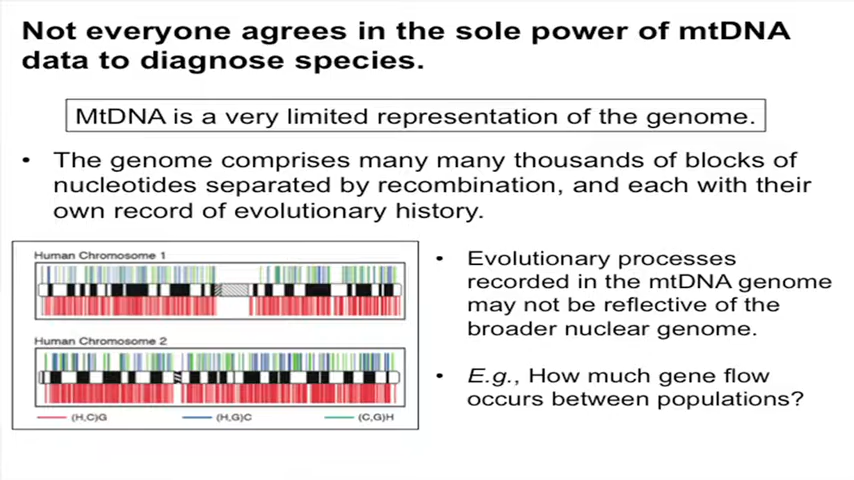 Not everyone agrees in the sole power of mtDNA
data to diagnose species.
MtDNA is a very limited representation of the genome.
• The genome comprises many many thousands of blocks of
nucleotides separated by recombination, and each with their
own record of evolutionary history.
Human Chromosome 1
Human Chromosome 2
(H,C)G (H,G)C (C,G)H
• Evolutionary processes
recorded in the mtDNA genome
may not be reflective of the
broader nuclear genome.
• E.g., How much gene flow
occurs between populations?